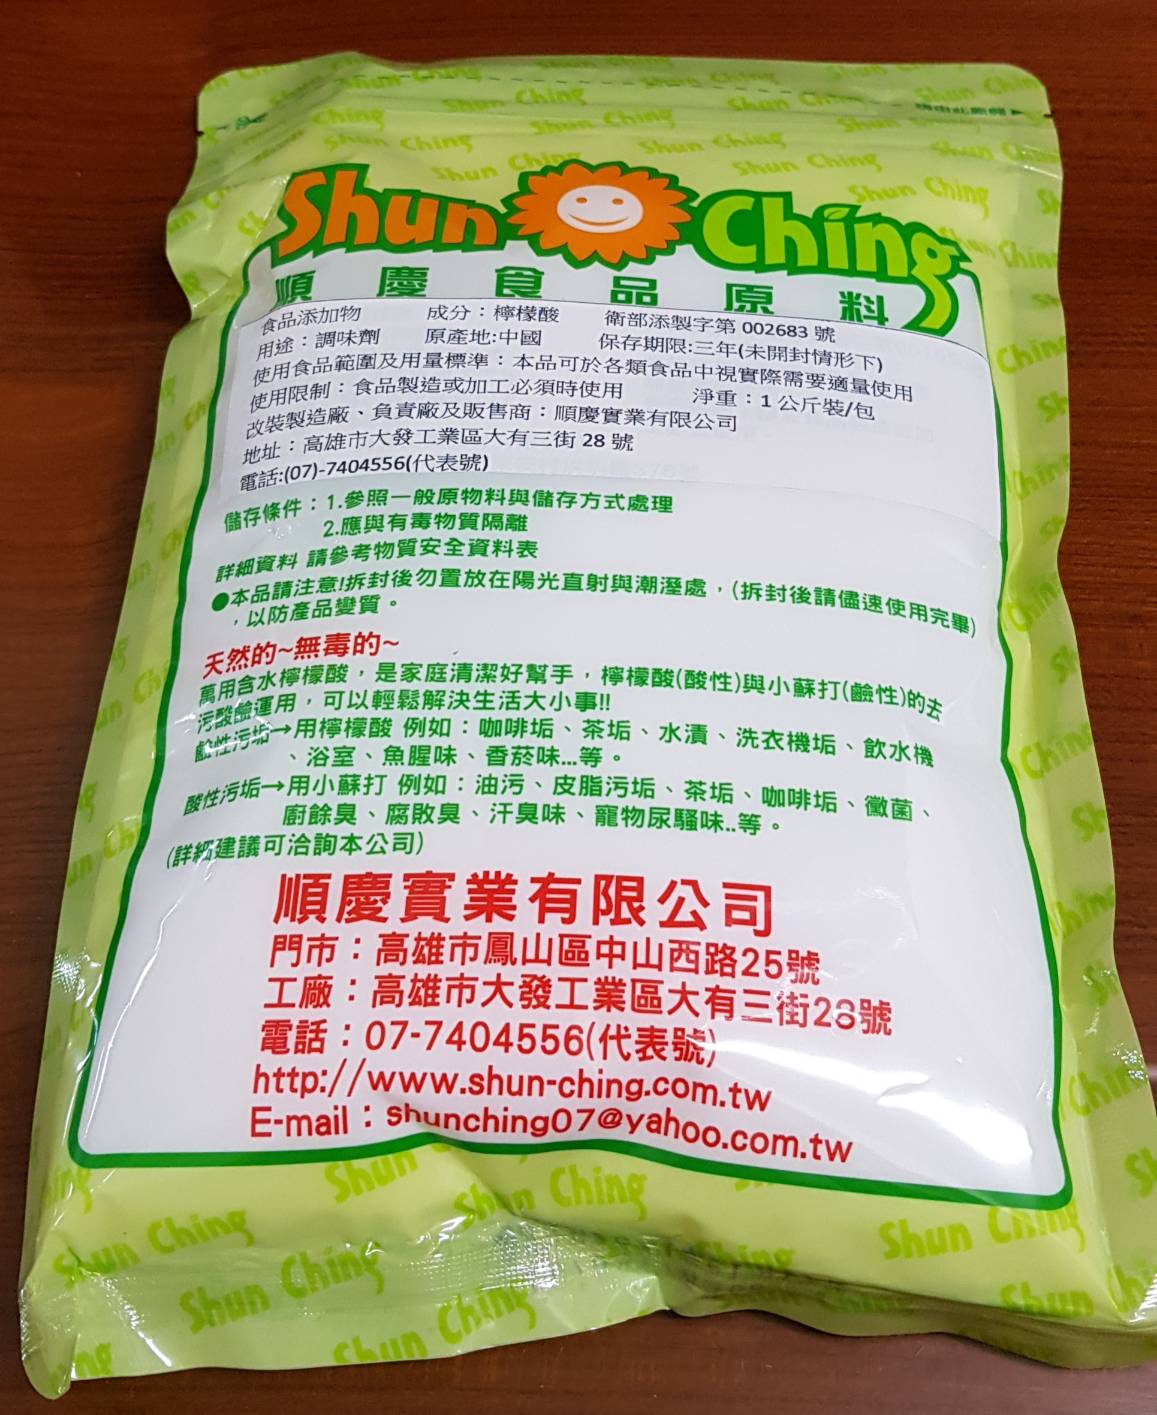 Shun Ching
順慶食品原料
食品添加物 成分：檸檬酸 衛部添製字第 002683 號
用途：調味劑 原產地:中國 保存期限:三年(未開封情形下)
使用食品範圍及用量標準：本品可於各類食品中視實際需要適量使用
使用限制：食品製造或加工必須時使用 淨重：1 公斤裝/包
改裝製造廠、負責廠及販售商：順慶實業有限公司
地址：高雄市大發工業區大有三街 28 號
電話:(07)-7404556(代表號)
儲存條件：1.參照一般原物料與儲存方式處理
2.應與有毒物質隔離
詳細資料 請參考物質安全資料表
●本品請注意!拆封後勿置放在陽光直射與潮溼處，(拆封後請儘速使用完畢)
，以防產品變質。
天然的~無毒的~
萬用含水檸檬酸，是家庭清潔好幫手，檸檬酸(酸性)與小蘇打(鹼性)的去
污酸鹼運用，可以輕鬆解決生活大小事!!
鹼性污垢→用檸檬酸 例如：咖啡垢、茶垢、水漬、洗衣機垢、飲水機
、浴室、魚腥味、香菸味...等。
酸性污垢→用小蘇打 例如：油污、皮脂污垢、茶垢、咖啡垢、黴菌、
廚餘臭、腐敗臭、汗臭味、寵物尿騷味..等。
(詳細建議可洽詢本公司)
順慶實業有限公司
門市：高雄市鳳山區中山西路25號
工廠：高雄市大發工業區大有三街28號
電話：07-7404556(代表號)
http://www.shun-ching.com.tw
E-mail：shunching07@yahoo.com.tw